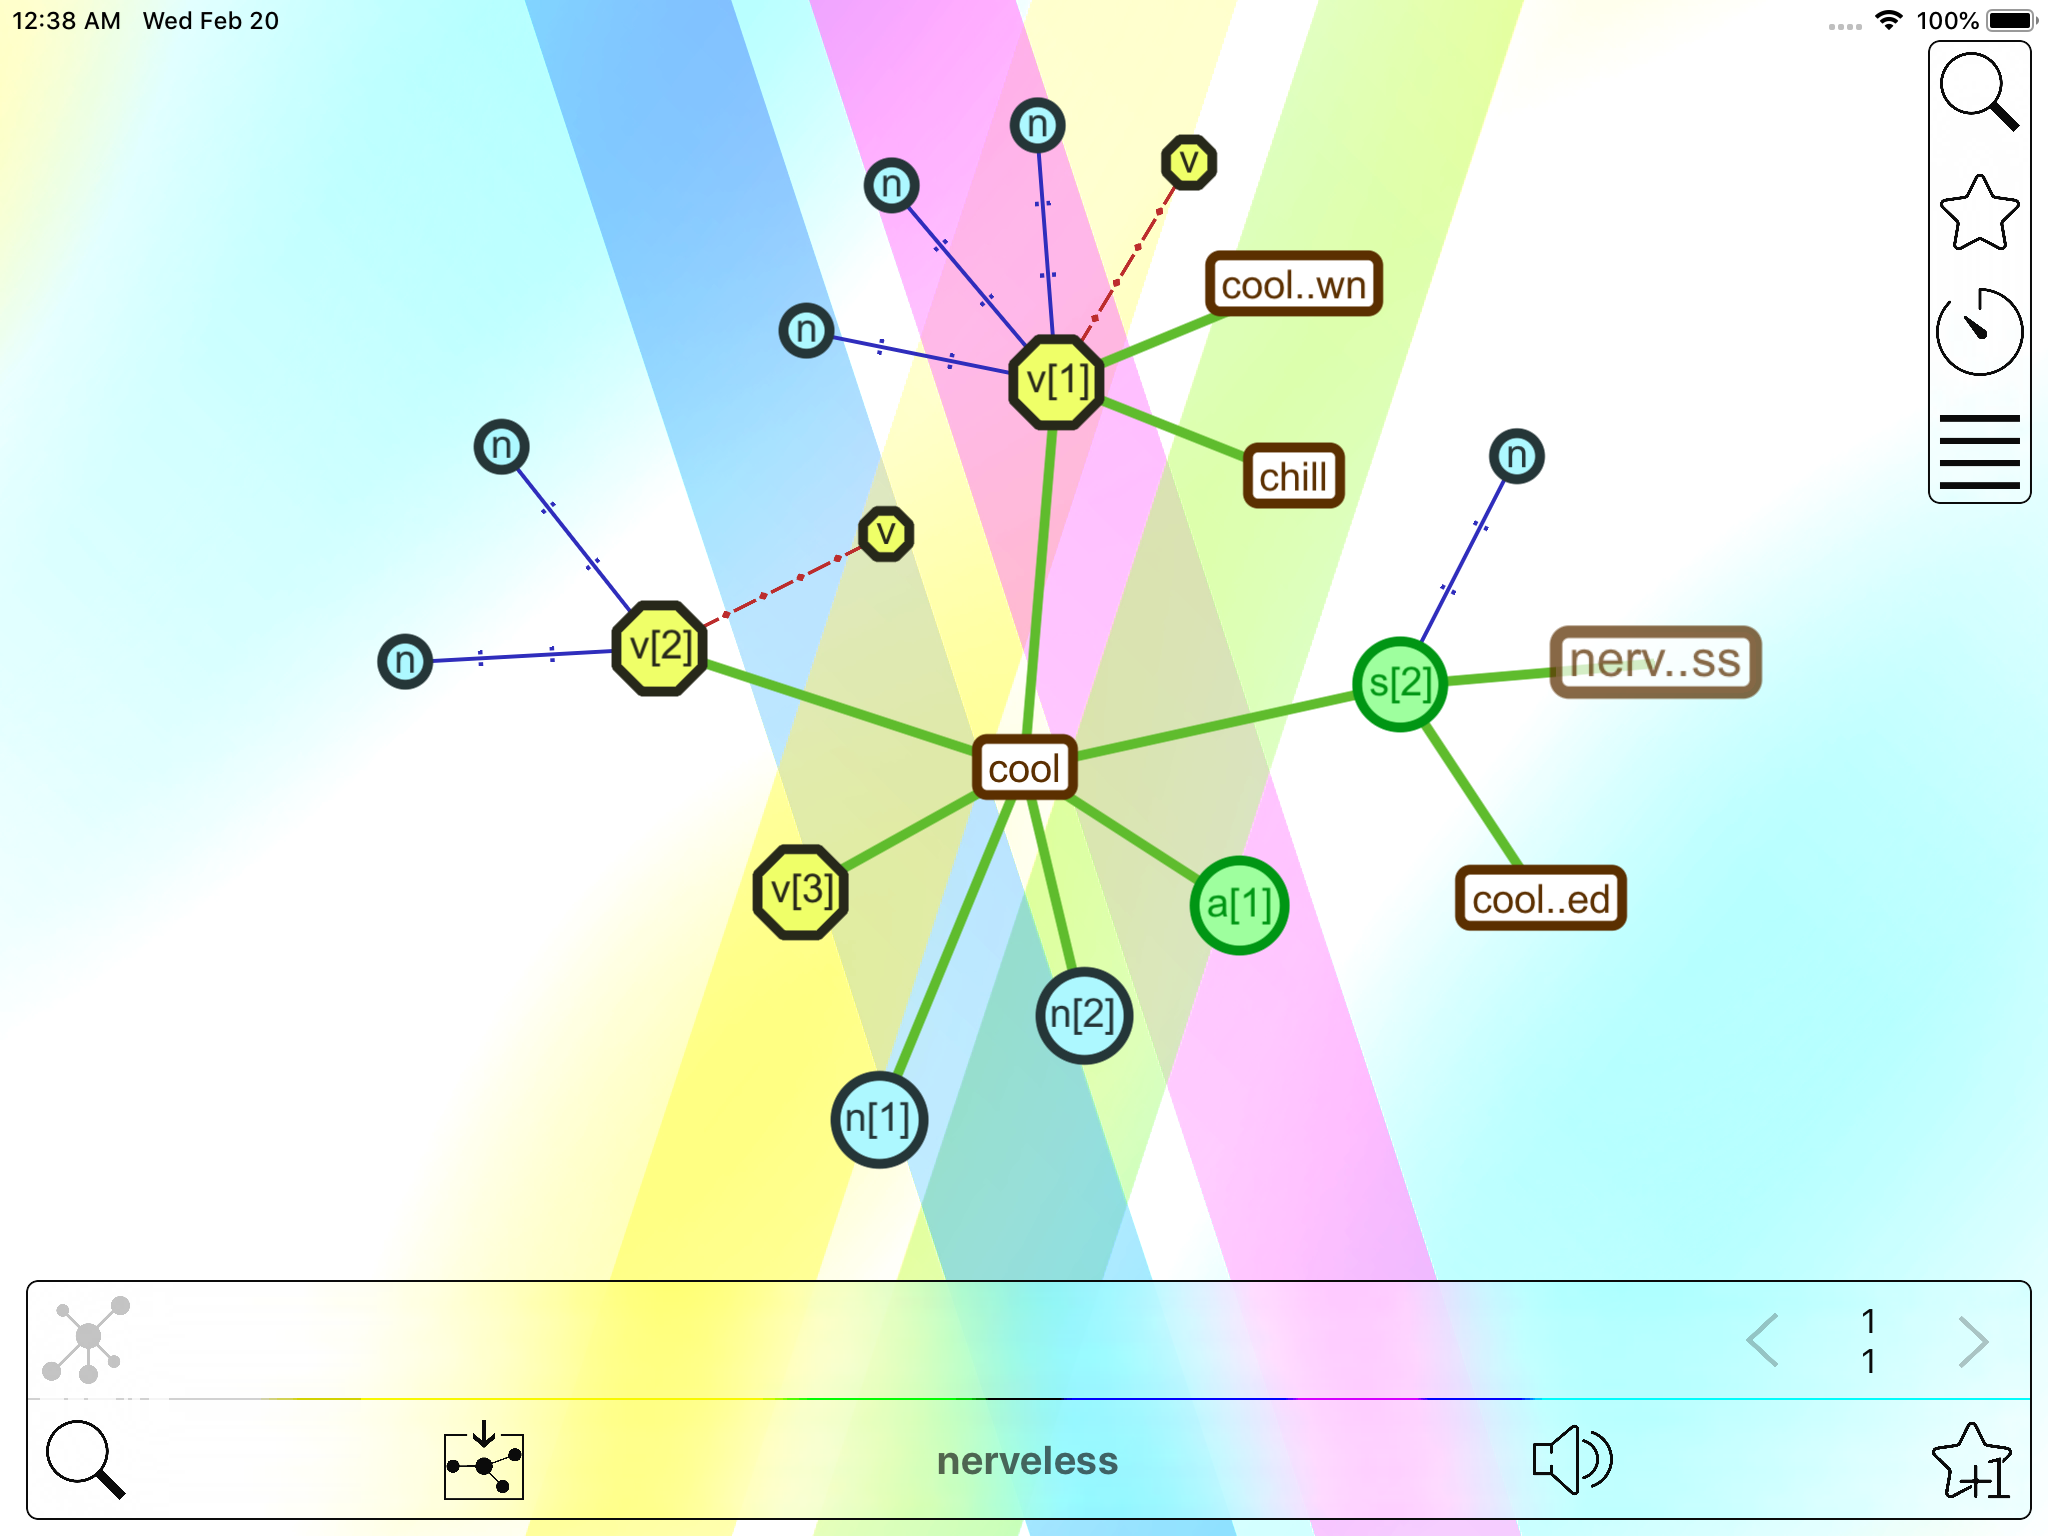 12:38 AM Wed Feb 20
100%
n
v
n
cool..wn
n
v[1]
n
chill
n
v
v[2]
n
s[2]
nerv..ss
cool
v[3]
a[1]
cool..ed
n[2]
n[1]
1
1
nerveless
+1